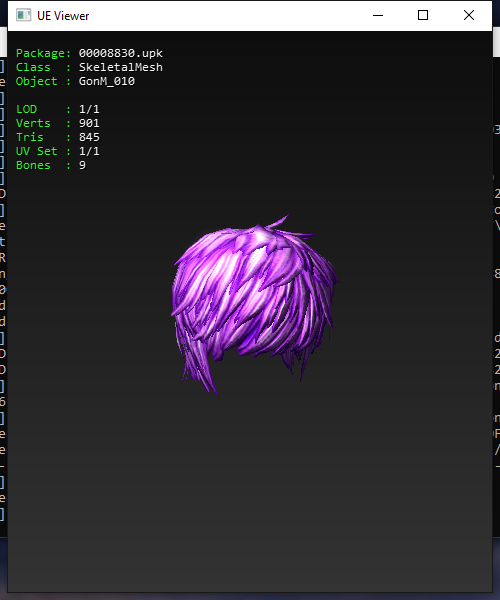 UE Viewer
Package: 00008830.upk
Class : SkeletalMesh
Object : GonM_010
LOD : 1/1
Verts : 901
Tris : 845
UV Set : 1/1
Bones : 9